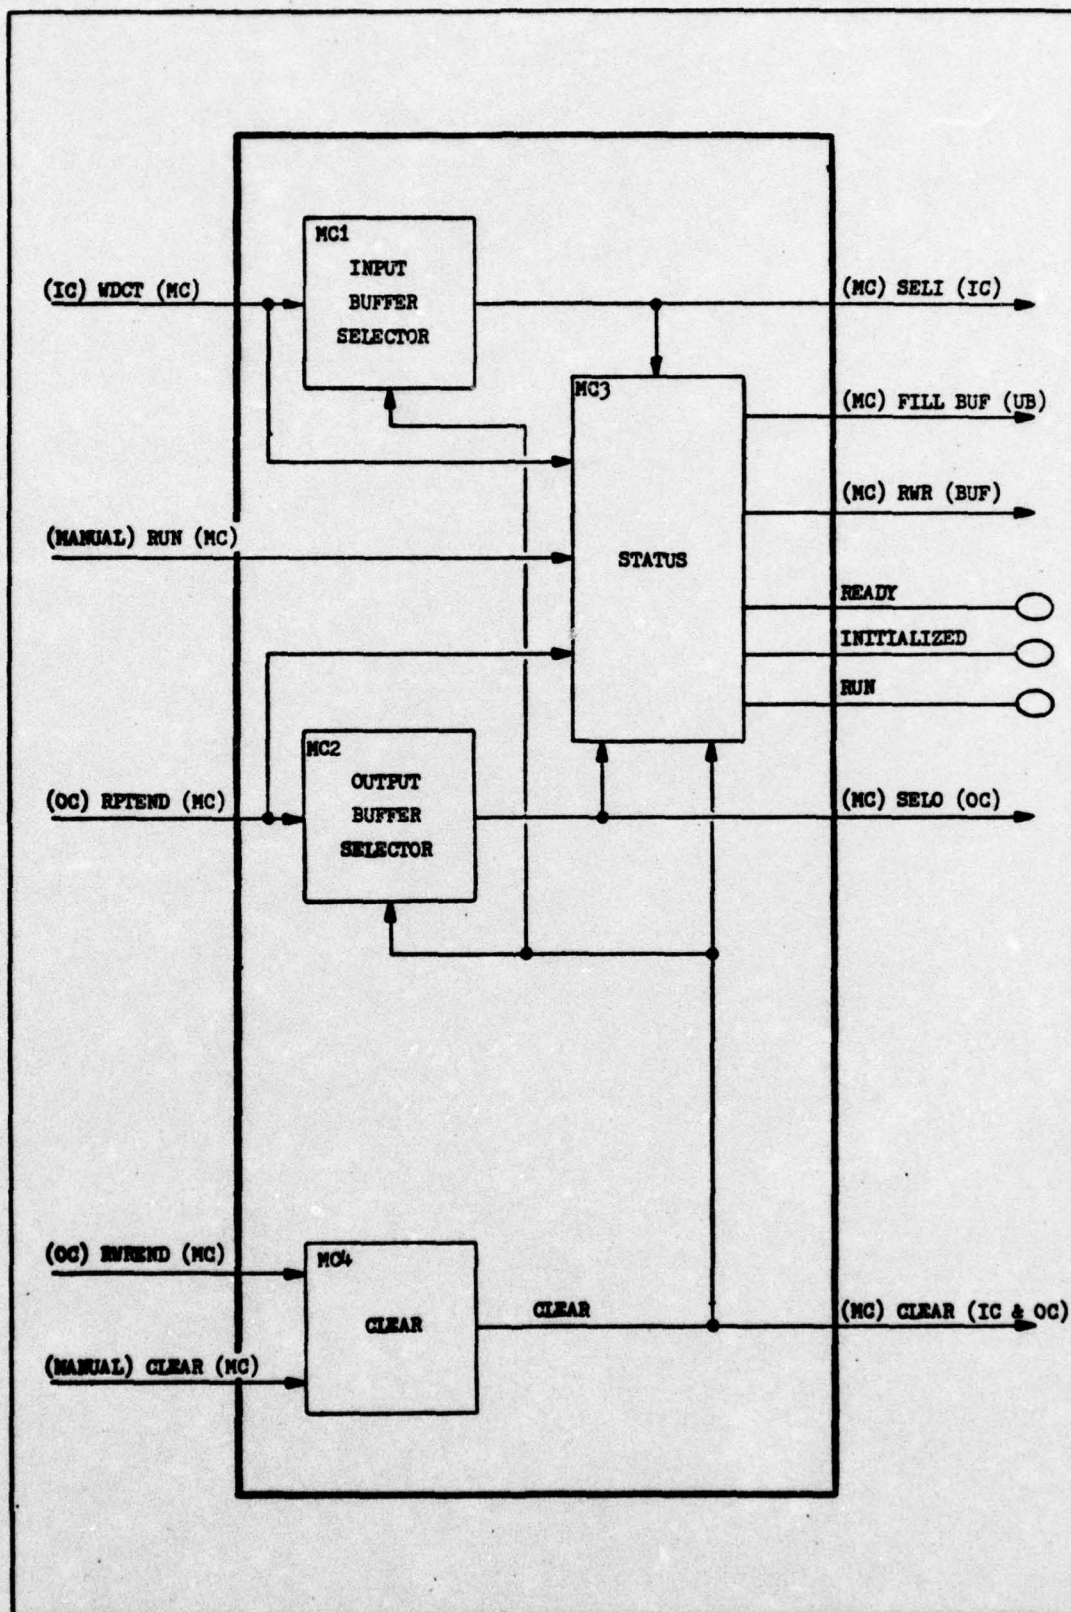 MC1
INPUT
BUFFER
SELECTOR
(IC) WDCT (MC)
(MC) SELI (IC)
MC3
(MC) FILL BUF (UB)
(MC) RWR (BUF)
(MANUAL) RUN (MC)
STATUS
READY
INITIALIZED
RUN
MC2
OUTPUT
BUFFER
SELECTOR
(OC) RPTEND (MC)
(MC) SELO (OC)
(OC) RWREND (MC)
MC4
CLEAR
CLEAR
(MC) CLEAR (IC & OC)
(MANUAL) CLEAR (MC)